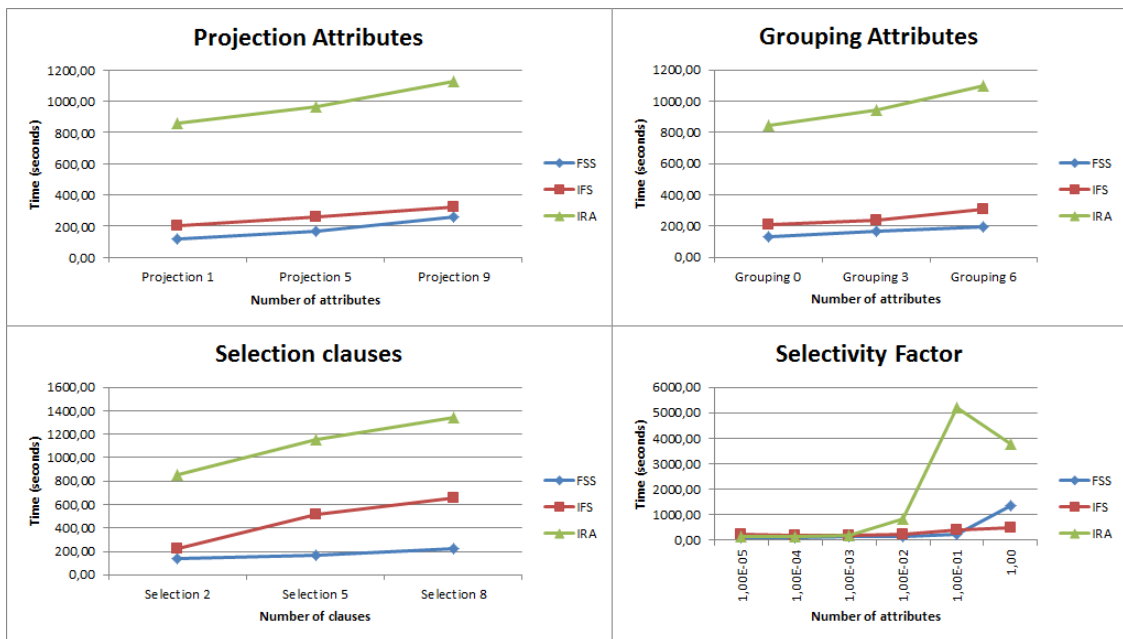 Projection Attributes
1200,00
1000,00
800,00
600,00
400,00
200,00
0,00
Time (seconds)
Projection 1
Projection 5
Projection 9
Number of attributes
FSS
IFS
IRA
Grouping Attributes
1200,00
1000,00
800,00
600,00
400,00
200,00
0,00
Time (seconds)
Grouping 0
Grouping 3
Grouping 6
Number of attributes
FSS
IFS
IRA
Selection clauses
1600,00
1400,00
1200,00
1000,00
800,00
600,00
400,00
200,00
0,00
Time (seconds)
Selection 2
Selection 5
Selection 8
Number of clauses
FSS
IFS
IRA
Selectivity Factor
6000,00
5000,00
4000,00
3000,00
2000,00
1000,00
0,00
Time (seconds)
1,00E-05
1,00E-04
1,00E-03
1,00E-02
1,00E-01
1,00
Number of attributes
FSS
IFS
IRA